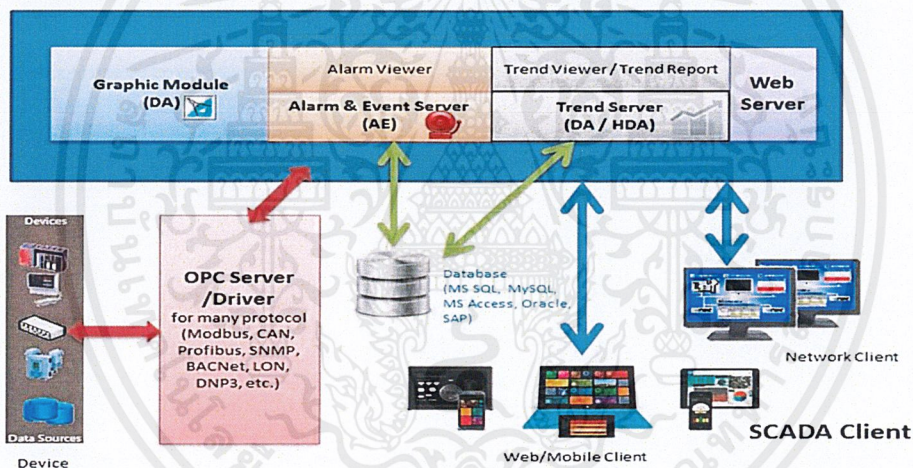 Graphic Module
(DA)
Alarm Viewer
Alarm & Event Server
(AE)
Trend Viewer / Trend Report
Trend Server
(DA / HDA)
Web
Server
Devices
Data Sources
Device
OPC Server
/Driver
for many protocol
(Modbus, CAN,
Profibus, SNMP,
BACNet, LON,
DNP3, etc.)
Database
(MS SQL, MySQL,
MS Access, Oracle,
SAP)
Network Client
Web/Mobile Client
SCADA Client